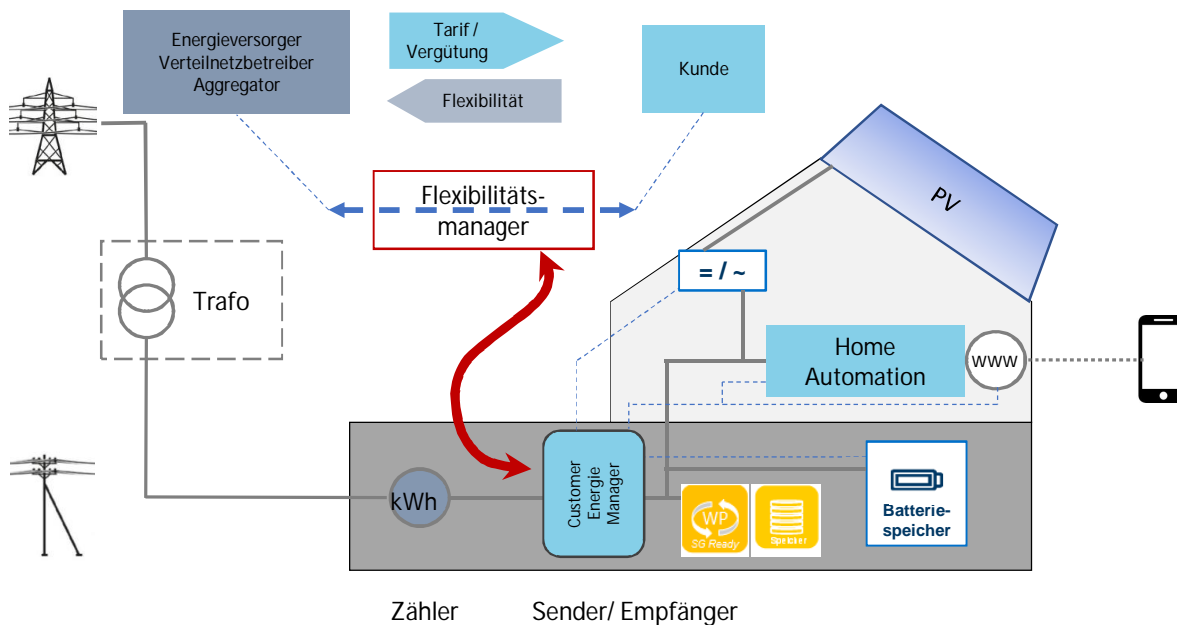 Energieversorger
Verteilnetzbetreiber
Aggregator
Tarif /
Vergütung
Flexibilität
Kunde
Flexibilitäts-
manager
PV
= / ~
Trafo
Home
Automation
www
kWh
Customer
Energie
Manager
WP
SG Ready
Speicher
Batterie-
speicher
Zähler
Sender/ Empfänger